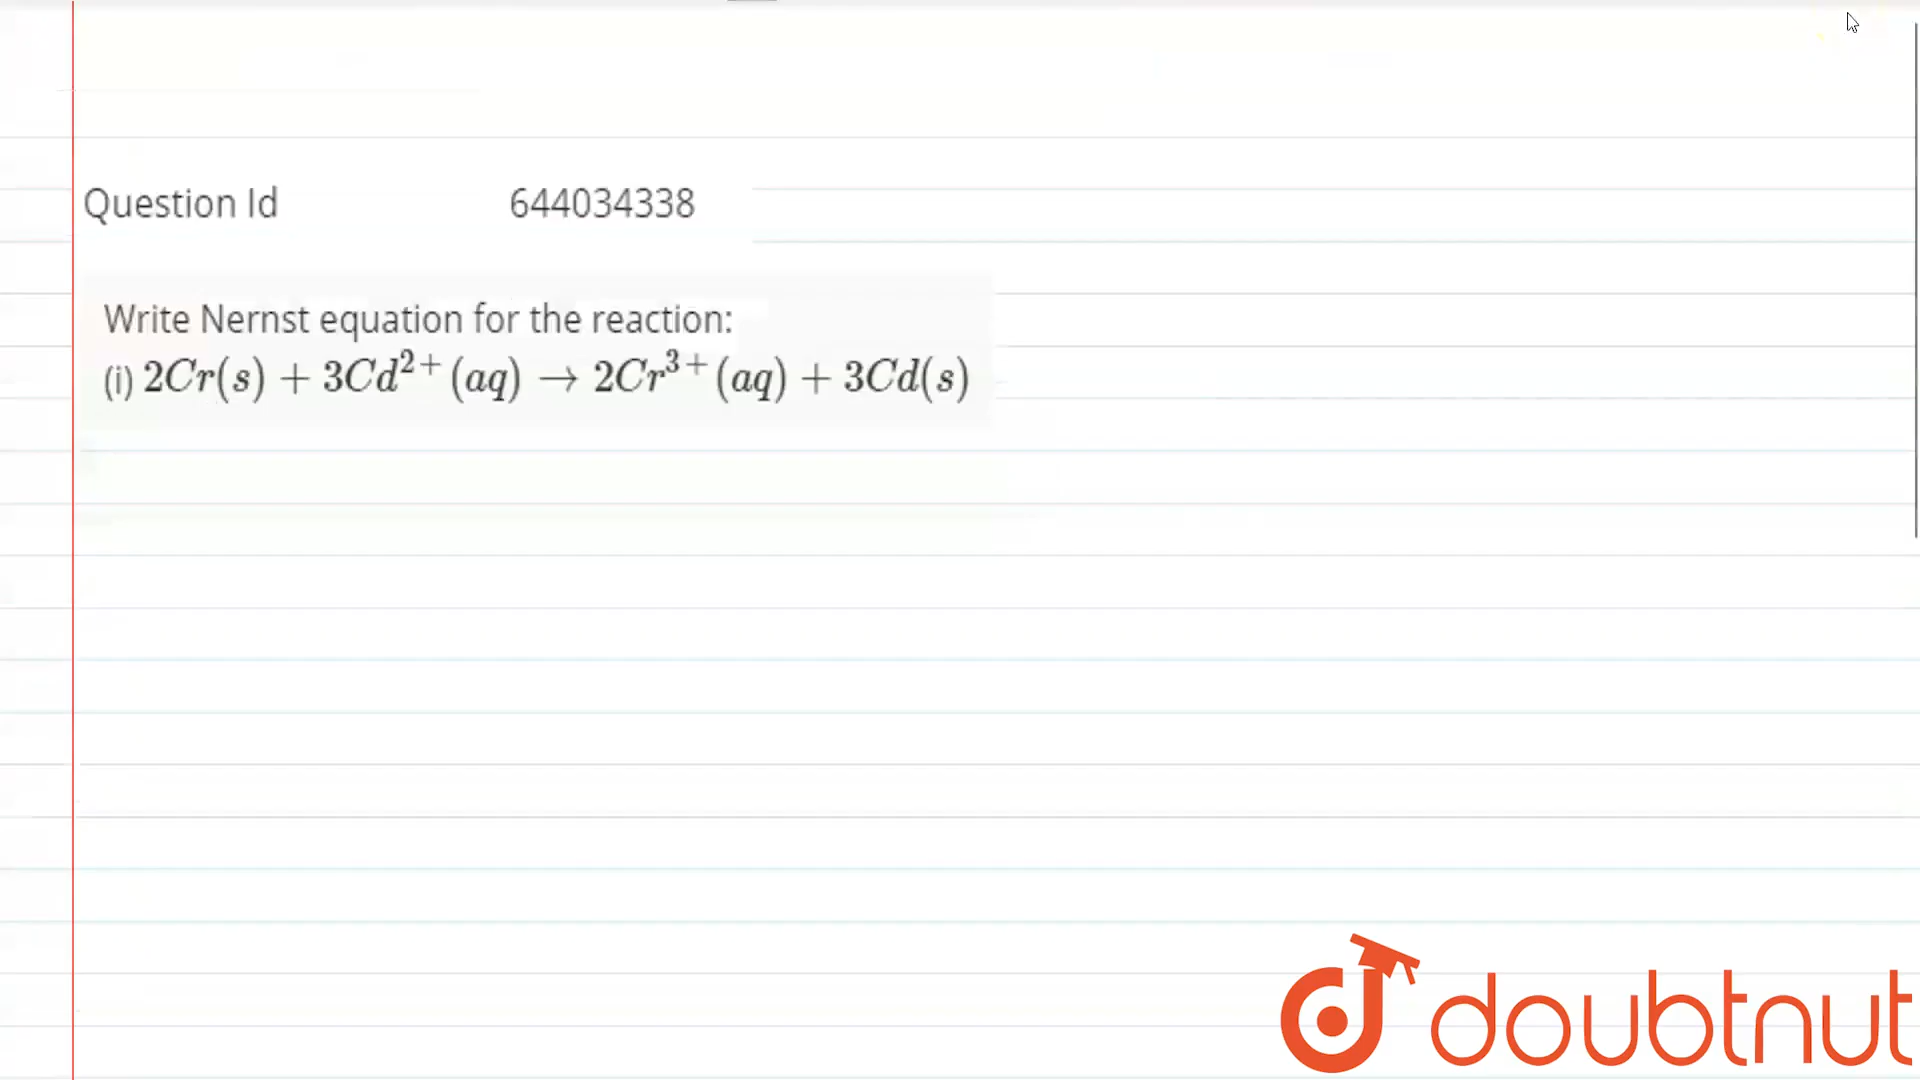 Question Id 644034338
Write Nernst equation for the reaction:
(i) 2Cr(s) + 3Cd²⁺(aq) → 2Cr³⁺(aq) + 3Cd(s)
doubtnut